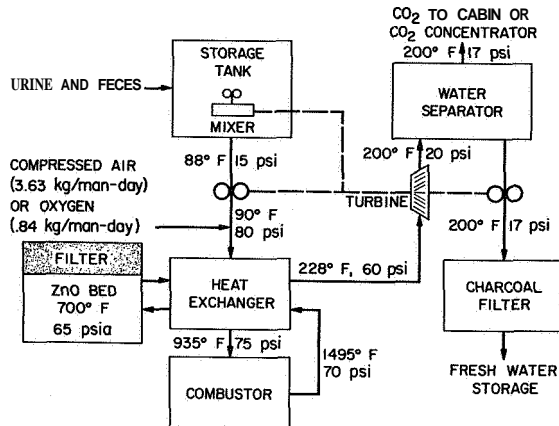 CO₂ TO CABIN OR
CO₂ CONCENTRATOR
200° F 17 psi
STORAGE
TANK
URINE AND FECES
MIXER
WATER
SEPARATOR
88° F 15 psi
200° F 20 psi
COMPRESSED AIR
(3.63 kg/man-day)
OR OXYGEN
(.84 kg/man-day)
TURBINE
90° F
80 psi
200° F 17 psi
FILTER
ZnO BED
700° F
65 psia
HEAT
EXCHANGER
228° F, 60 psi
CHARCOAL
FILTER
935° F 75 psi
1495° F
70 psi
COMBUSTOR
FRESH WATER
STORAGE